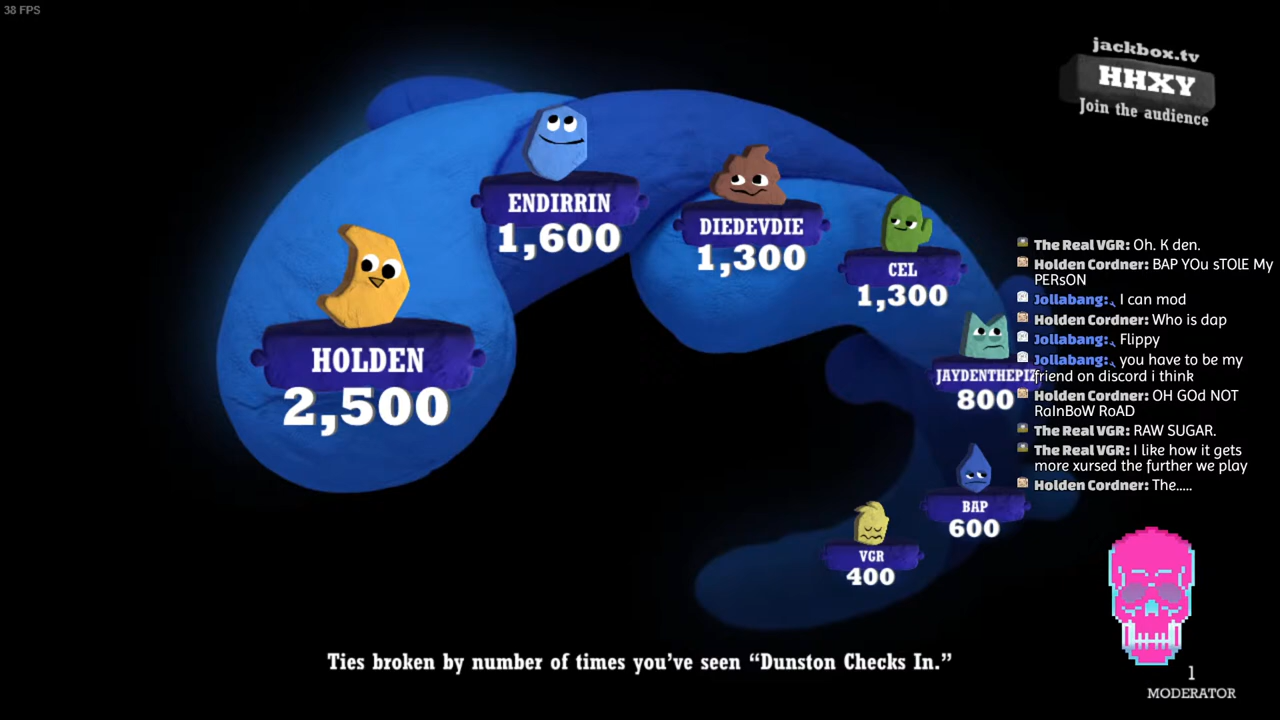 38 FPS
jackbox.tv
HHXY
Join the audience
ENDIRRIN
1,600
DIEDEVDIE
1,300
CEL
1,300
HOLDEN
2,500
JAYDENTHEPIZ
800
BAP
600
VGR
400
The Real VGR: Oh. K den.
Holden Cordner: BAP YOu sTOlE My
PERsON
Jollabang: I can mod
Holden Cordner: Who is dap
Jollabang: Flippy
Jollabang: you have to be my
friend on discord i think
Holden Cordner: OH GOd NOT
RaInBoW RoAD
The Real VGR: RAW SUGAR.
The Real VGR: I like how it gets
more xursed the further we play
Holden Cordner: The.....
Ties broken by number of times you've seen “Dunston Checks In.”
1
MODERATOR